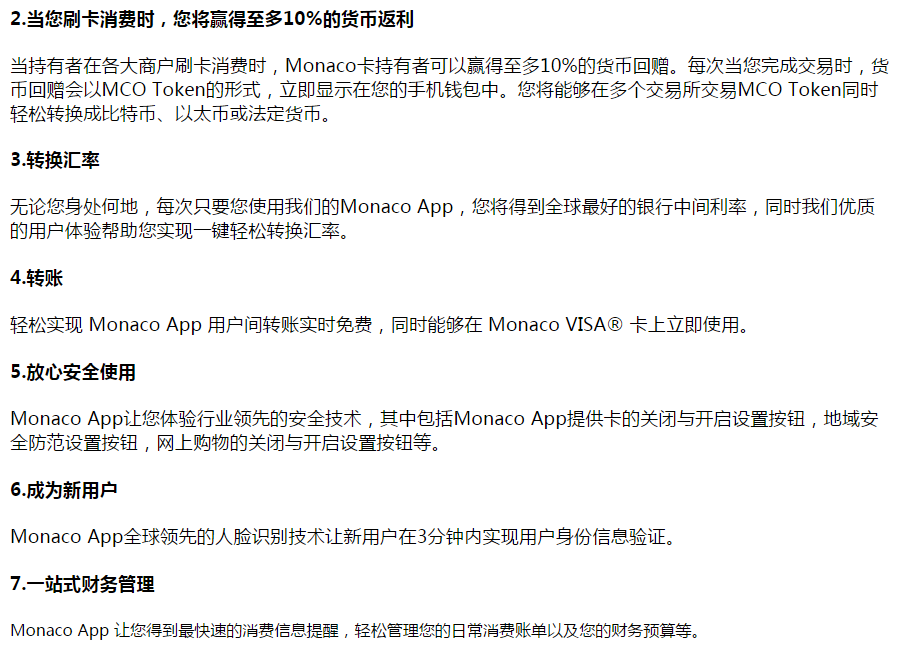 2.当您刷卡消费时，您将赢得至多10%的货币返利
当持有者在各大商户刷卡消费时，Monaco卡持有者可以赢得至多10%的货币回赠。每次当您完成交易时，货
币回赠会以MCO Token的形式，立即显示在您的手机钱包中。您将能够在多个交易所交易MCO Token同时
轻松转换成比特币、以太币或法定货币。
3.转换汇率
无论您身处何地，每次只要您使用我们的Monaco App，您将得到全球最好的银行中间利率，同时我们优质
的用户体验帮助您实现一键轻松转换汇率。
4.转账
轻松实现 Monaco App 用户间转账实时免费，同时能够在 Monaco VISA® 卡上立即使用。
5.放心安全使用
Monaco App让您体验行业领先的安全技术，其中包括Monaco App提供卡的关闭与开启设置按钮，地域安
全防范设置按钮，网上购物的关闭与开启设置按钮等。
6.成为新用户
Monaco App全球领先的人脸识别技术让新用户在3分钟内实现用户身份信息验证。
7.一站式财务管理
Monaco App 让您得到最快速的消费信息提醒，轻松管理您的日常消费账单以及您的财务预算等。